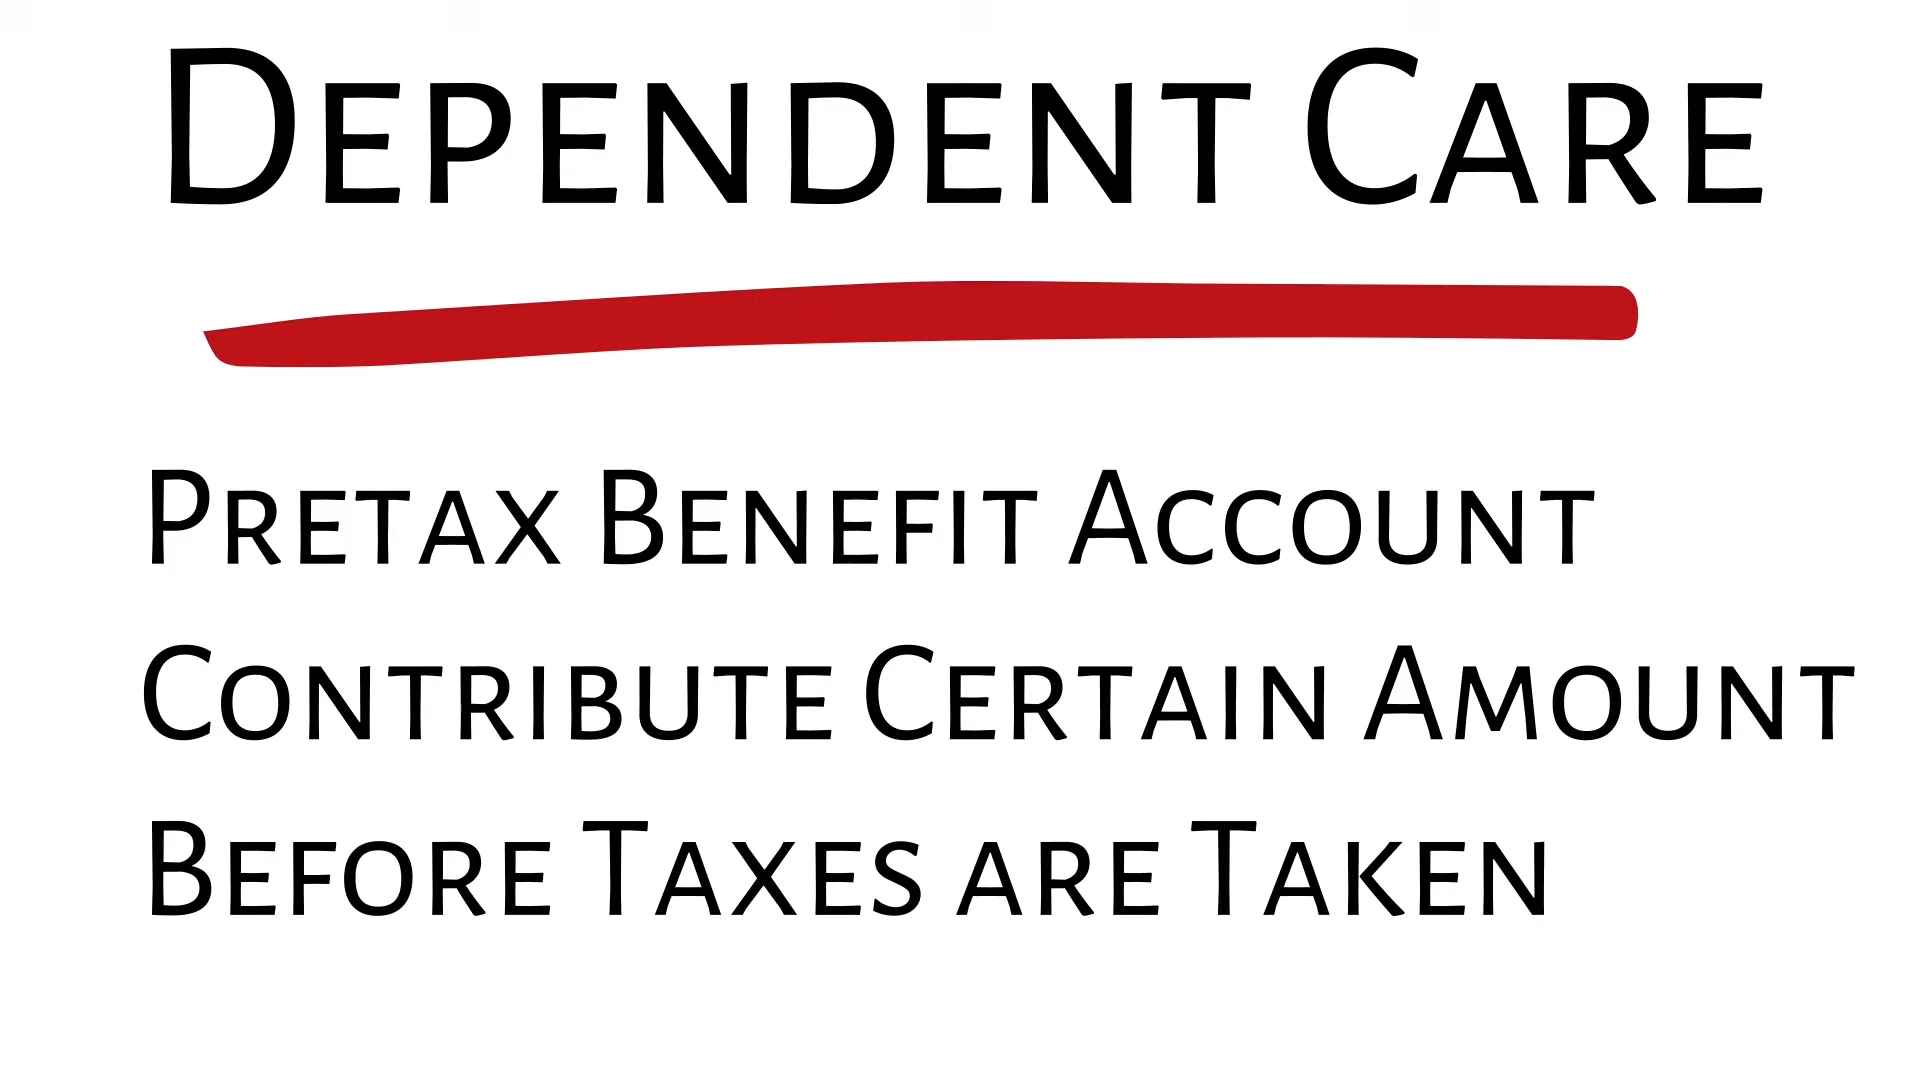 Dependent Care
Pretax Benefit Account
Contribute Certain Amount
Before Taxes are Taken